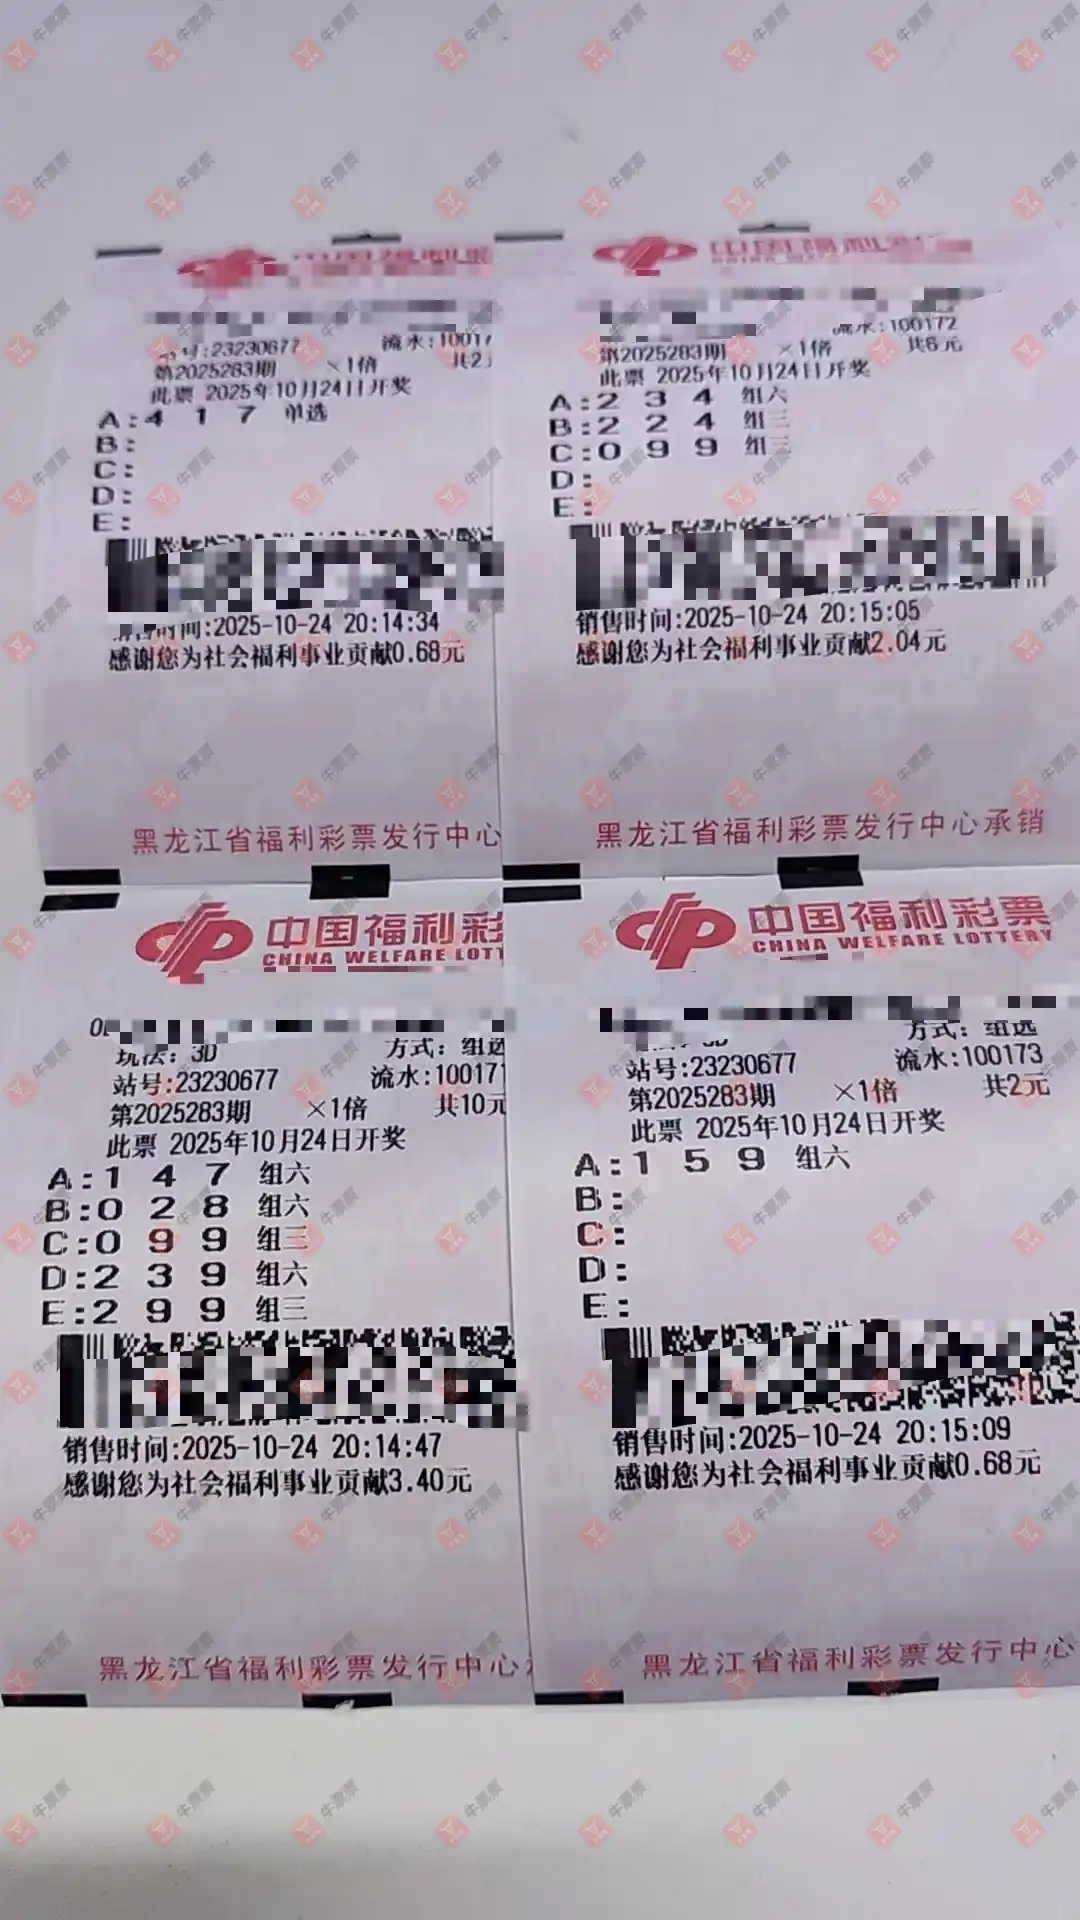 站号:23230677
流水:10017
第2025283期 ×1倍 共2
此票 2025年10月24日开奖
A:4 1 7 单选
B:
C:
D:
E:
销售时间:2025-10-24 20:14:34
感谢您为社会福利事业贡献0.68元
黑龙江省福利彩票发行中心
中国福利彩
流水:100172
第2025283期 ×1倍 共6元
此票 2025年10月24日开奖
A:2 3 4 组六
B:2 2 4 组三
C:0 9 9 组三
D:
E:
销售时间:2025-10-24 20:15:05
感谢您为社会福利事业贡献2.04元
黑龙江省福利彩票发行中心承销
中国福利彩
CHINA WELFARE LOTT
玩法: 3D 方式: 组选
站号:23230677 流水:100171
第2025283期 ×1倍 共10元
此票 2025年10月24日开奖
A:1 4 7 组六
B:0 2 8 组六
C:0 9 9 组三
D:2 3 9 组六
E:2 9 9 组三
销售时间:2025-10-24 20:14:47
感谢您为社会福利事业贡献3.40元
黑龙江省福利彩票发行中心
中国福利彩票
CHINA WELFARE LOTTERY
方式: 组选
站号:23230677 流水:100173
第2025283期 ×1倍 共2元
此票 2025年10月24日开奖
A:1 5 9 组六
B:
C:
D:
E:
销售时间:2025-10-24 20:15:09
感谢您为社会福利事业贡献0.68元
黑龙江省福利彩票发行中心
牛票票